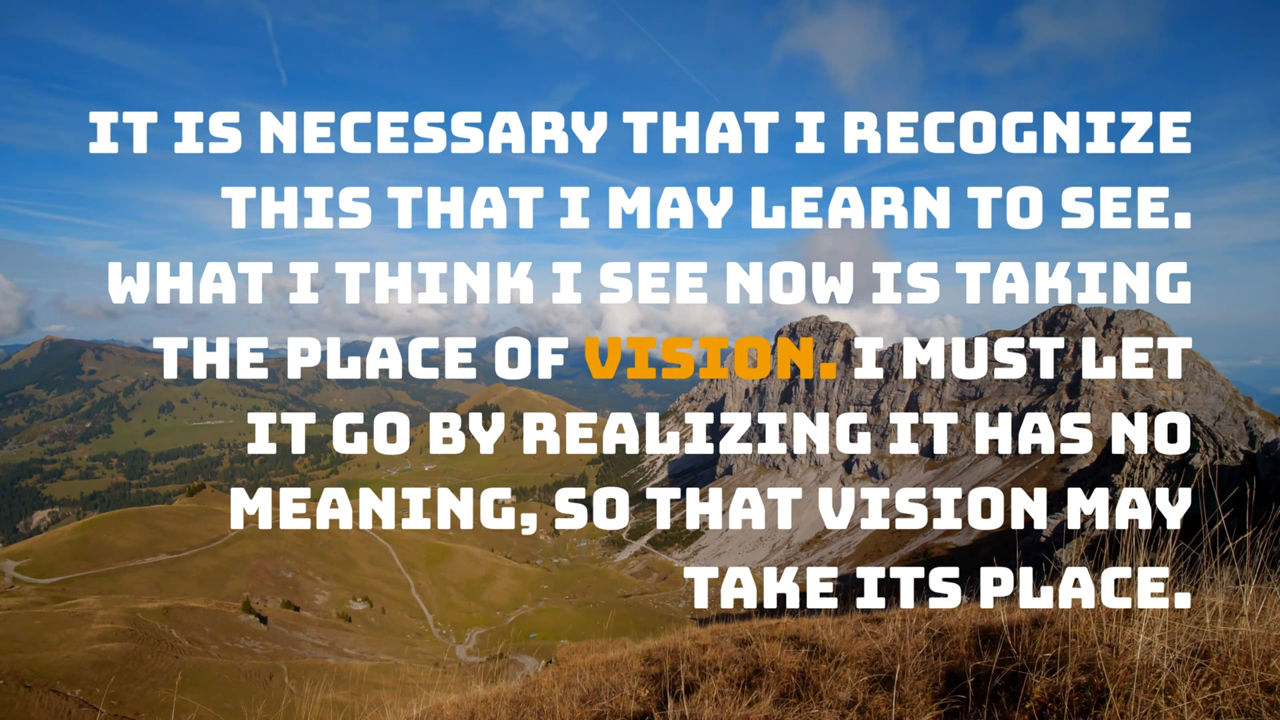 IT IS NECESSARY THAT I RECOGNIZE
THIS THAT I MAY LEARN TO SEE.
WHAT I THINK I SEE NOW IS TAKING
THE PLACE OF VISION. I MUST LET
IT GO BY REALIZING IT HAS NO
MEANING, SO THAT VISION MAY
TAKE ITS PLACE.